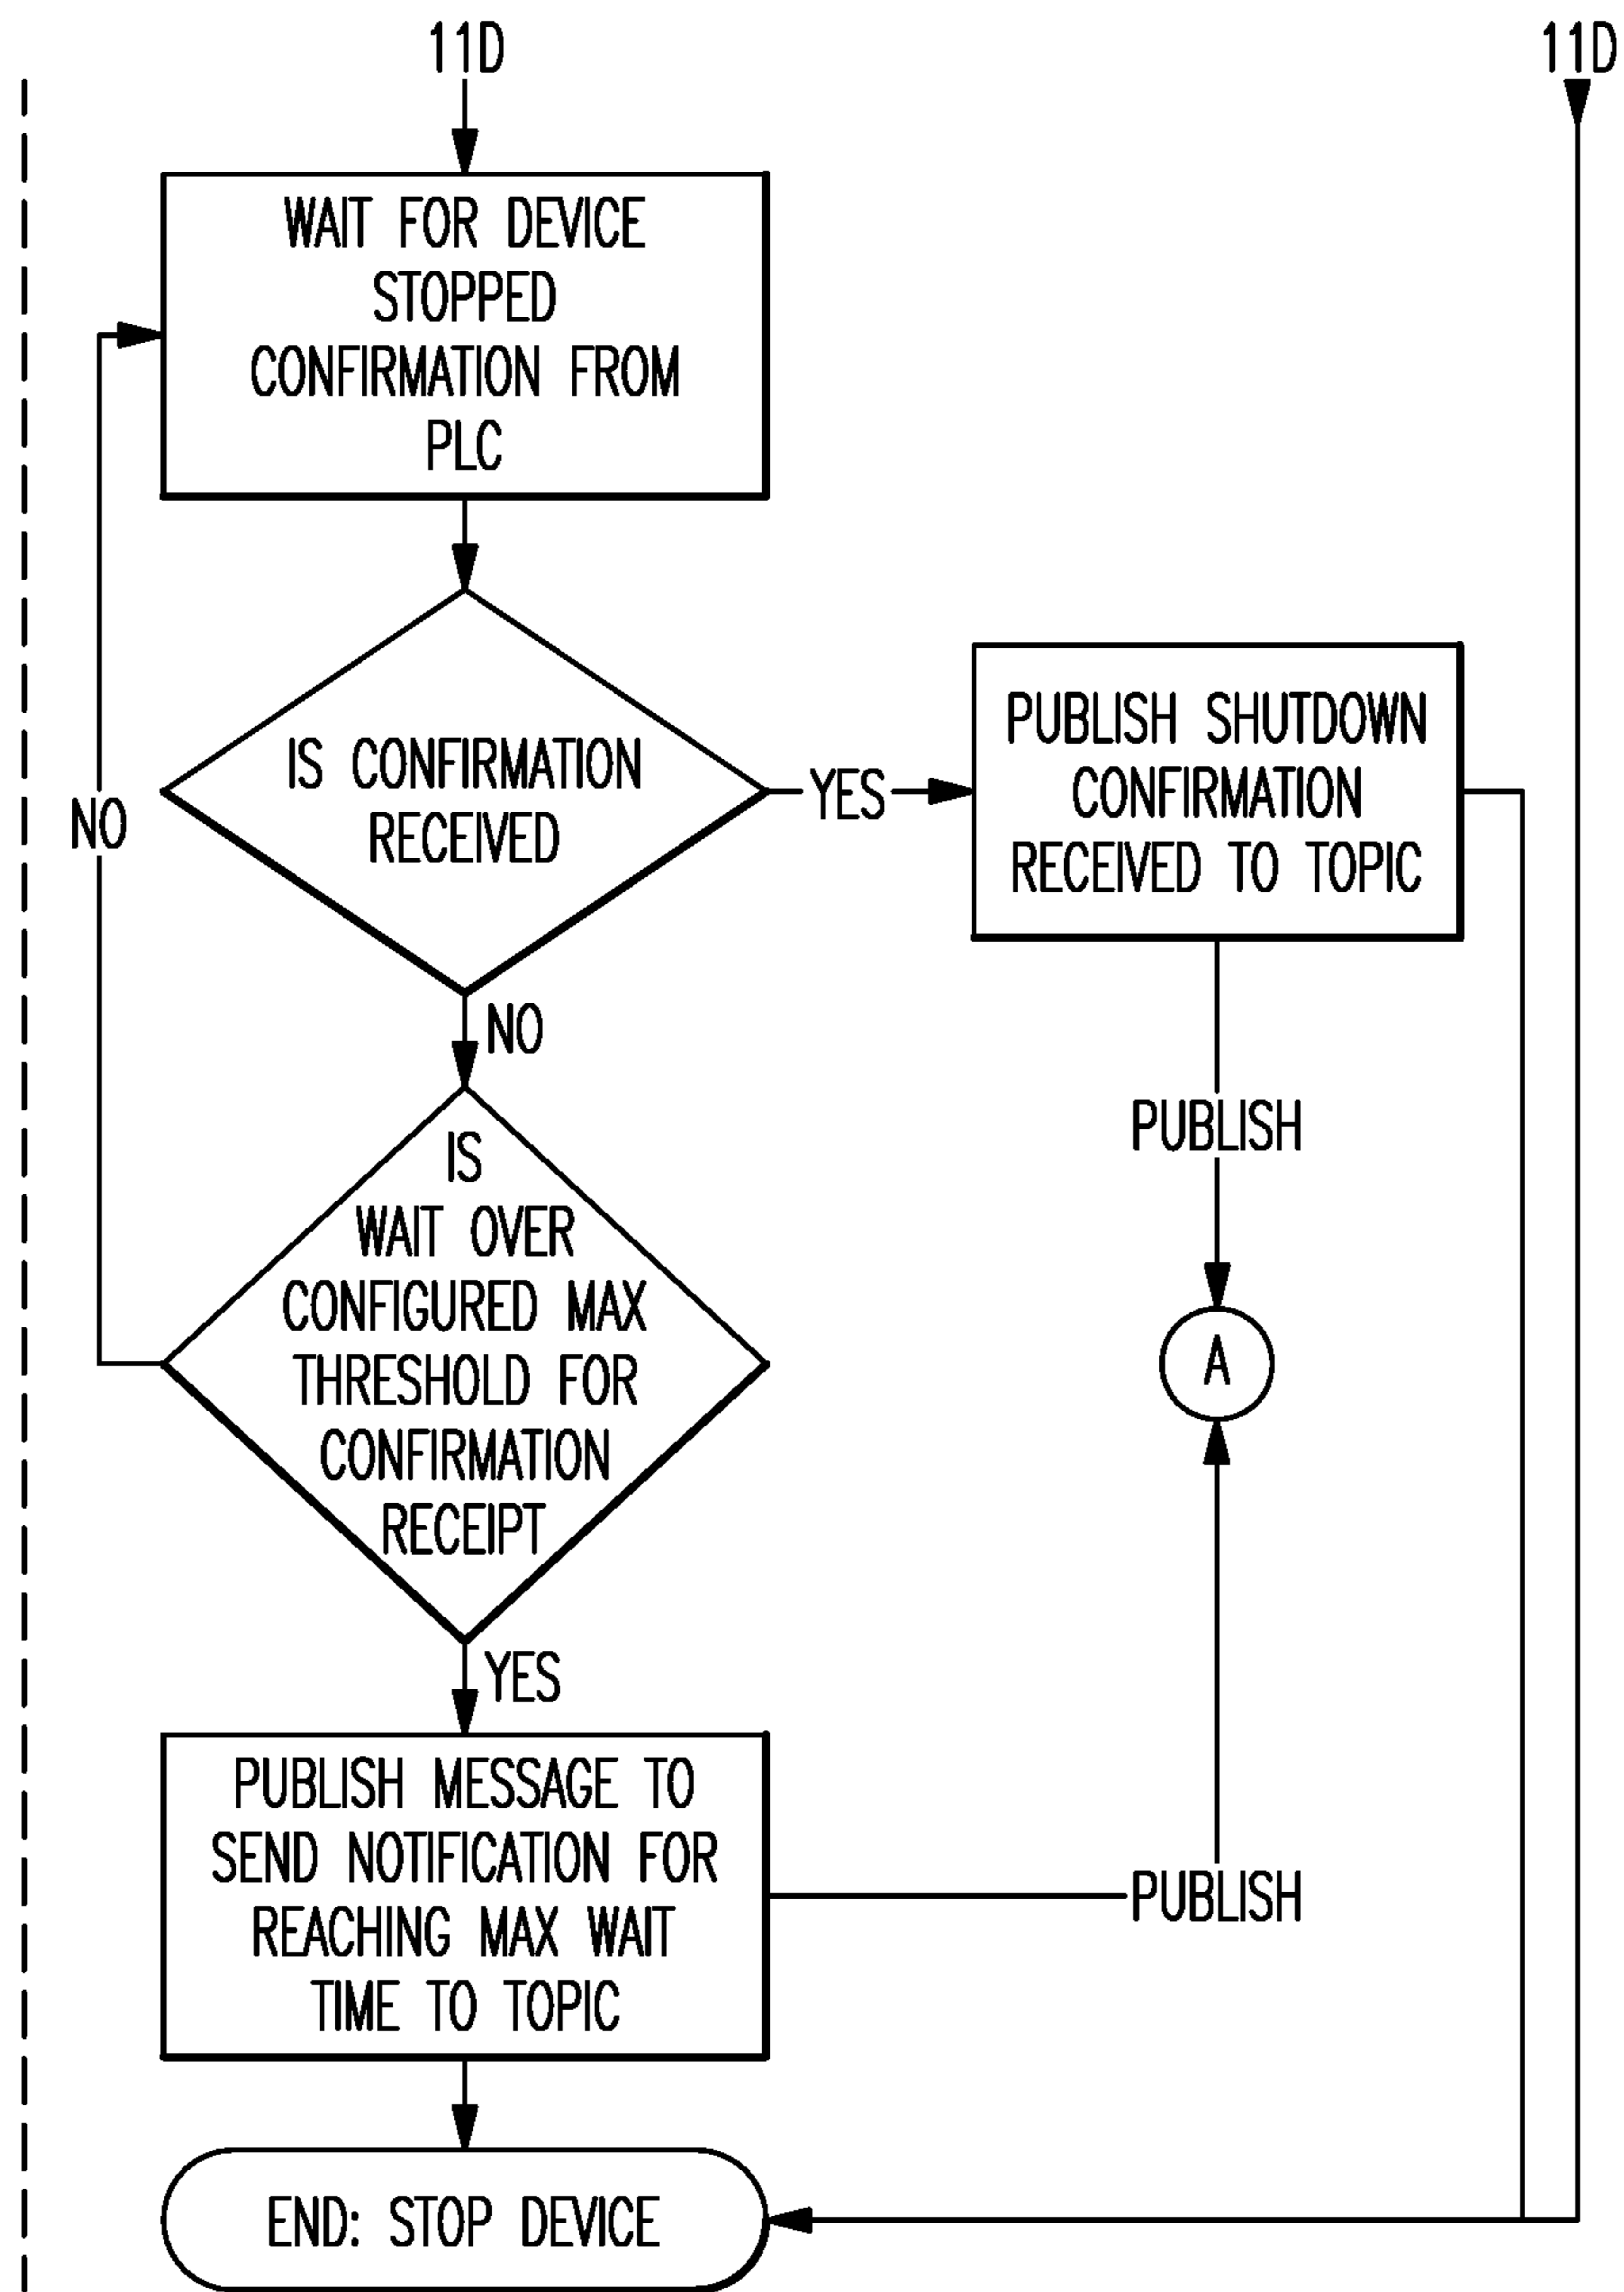 11D
11D
WAIT FOR DEVICE
STOPPED
CONFIRMATION FROM
PLC
IS CONFIRMATION
RECEIVED
YES
PUBLISH SHUTDOWN
CONFIRMATION
RECEIVED TO TOPIC
NO
NO
PUBLISH
IS
WAIT OVER
CONFIGURED MAX
THRESHOLD FOR
CONFIRMATION
RECEIPT
A
YES
PUBLISH MESSAGE TO
SEND NOTIFICATION FOR
REACHING MAX WAIT
TIME TO TOPIC
PUBLISH
END: STOP DEVICE